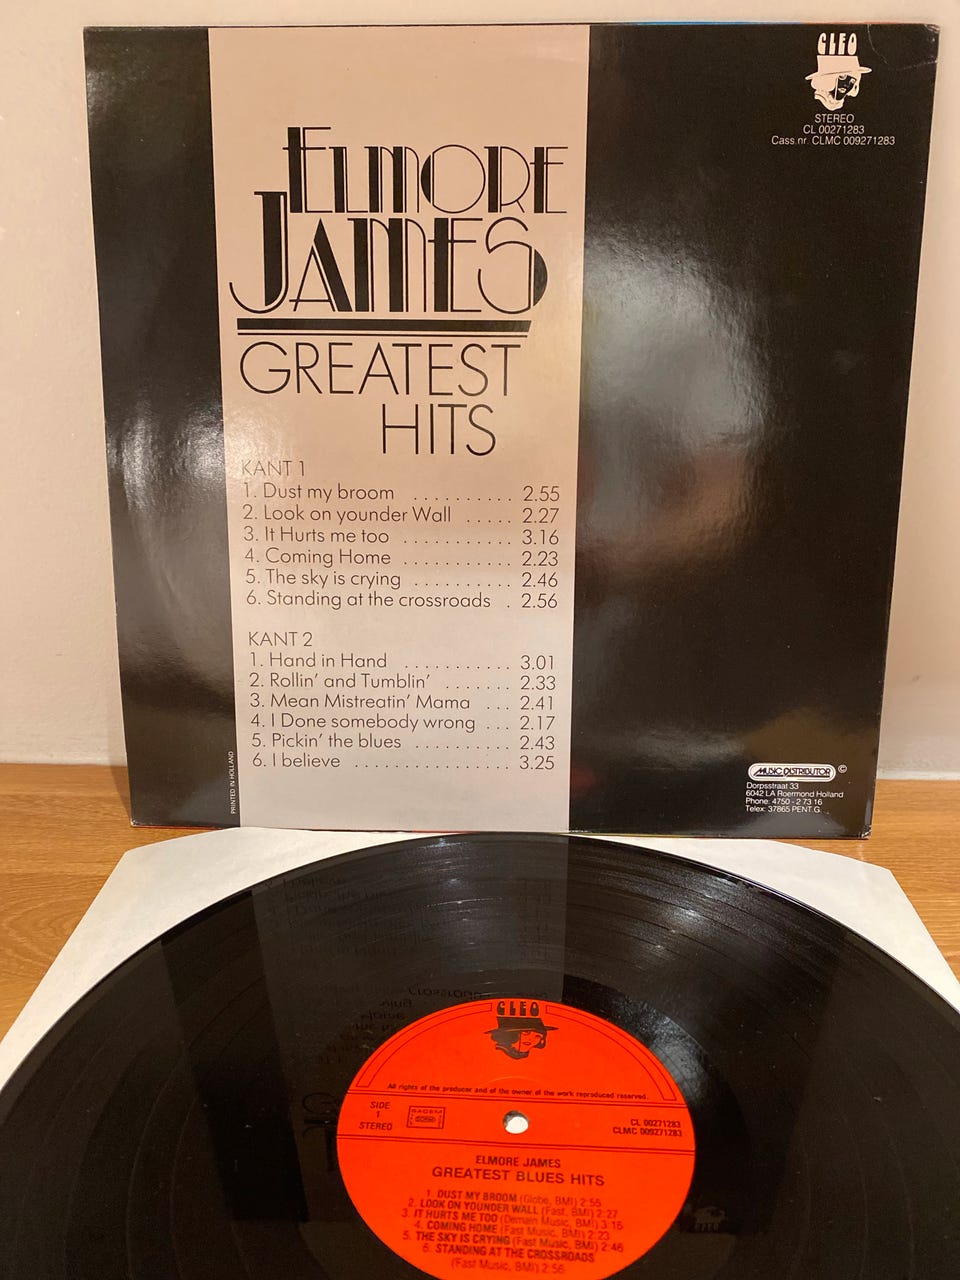 CLEO
STEREO
CL 00271283
Cass.nr. CLMC 009271283
ELMORE
JAMES
GREATEST
HITS
KANT 1
1. Dust my broom .......... 2.55
2. Look on younder Wall ..... 2.27
3. It Hurts me too ........... 3.16
4. Coming Home ............ 2.23
5. The sky is crying .......... 2.46
6. Standing at the crossroads . 2.56
KANT 2
1. Hand in Hand ........... 3.01
2. Rollin' and Tumblin' ....... 2.33
3. Mean Mistreatin' Mama ... 2.41
4. I Done somebody wrong ... 2.17
5. Pickin' the blues .......... 2.43
6. I believe ................. 3.25
PRINTED IN HOLLAND
MUSIC DISTRIBUTOR ©
Dorpsstraat 33
6042 LA Roermond Holland
Phone: 4750 - 2 73 16
Telex: 37865 PENT.G.
CLEO
All rights of the producer and of the owner of the work reproduced reserved.
SIDE
1
STEREO
SACEM
CL 00271283
CLMC 009271283
ELMORE JAMES
GREATEST BLUES HITS
1. DUST MY BROOM (Globe, BMI) 2:55
2. LOOK ON YOUNDER WALL (Fast, BMI) 2:27
3. IT HURTS ME TOO (Demain Music, BMI) 3:16
4. COMING HOME (Fast Music, BMI) 2:23
5. THE SKY IS CRYING (Fast Music, BMI) 2:46
6. STANDING AT THE CROSSROADS
(Fast Music, BMI) 2:56